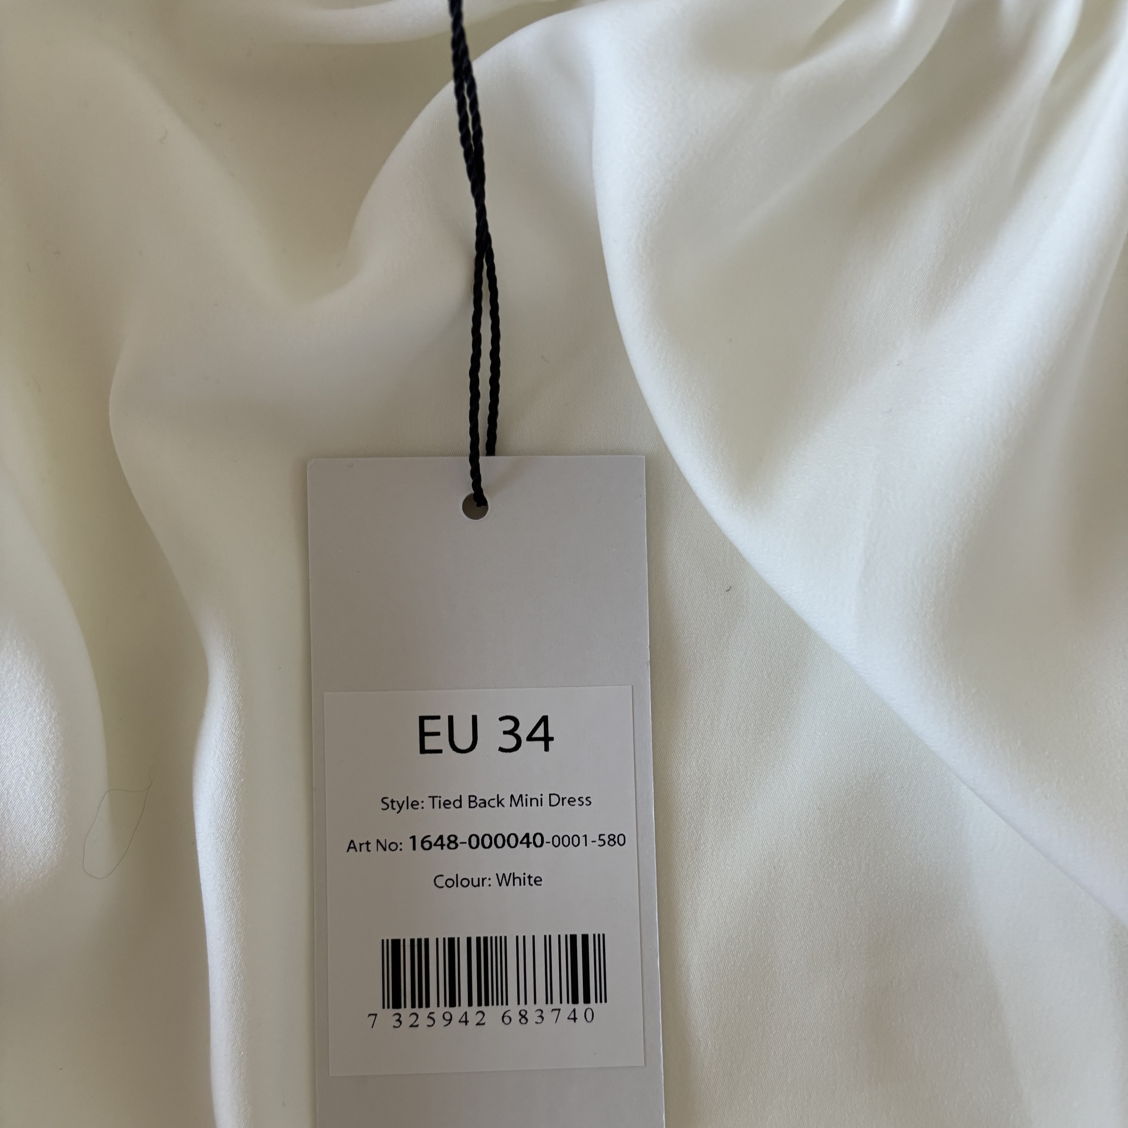 EU 34
Style: Tied Back Mini Dress
Art No: 1648-000040-0001-580
Colour: White
7 325942 683740